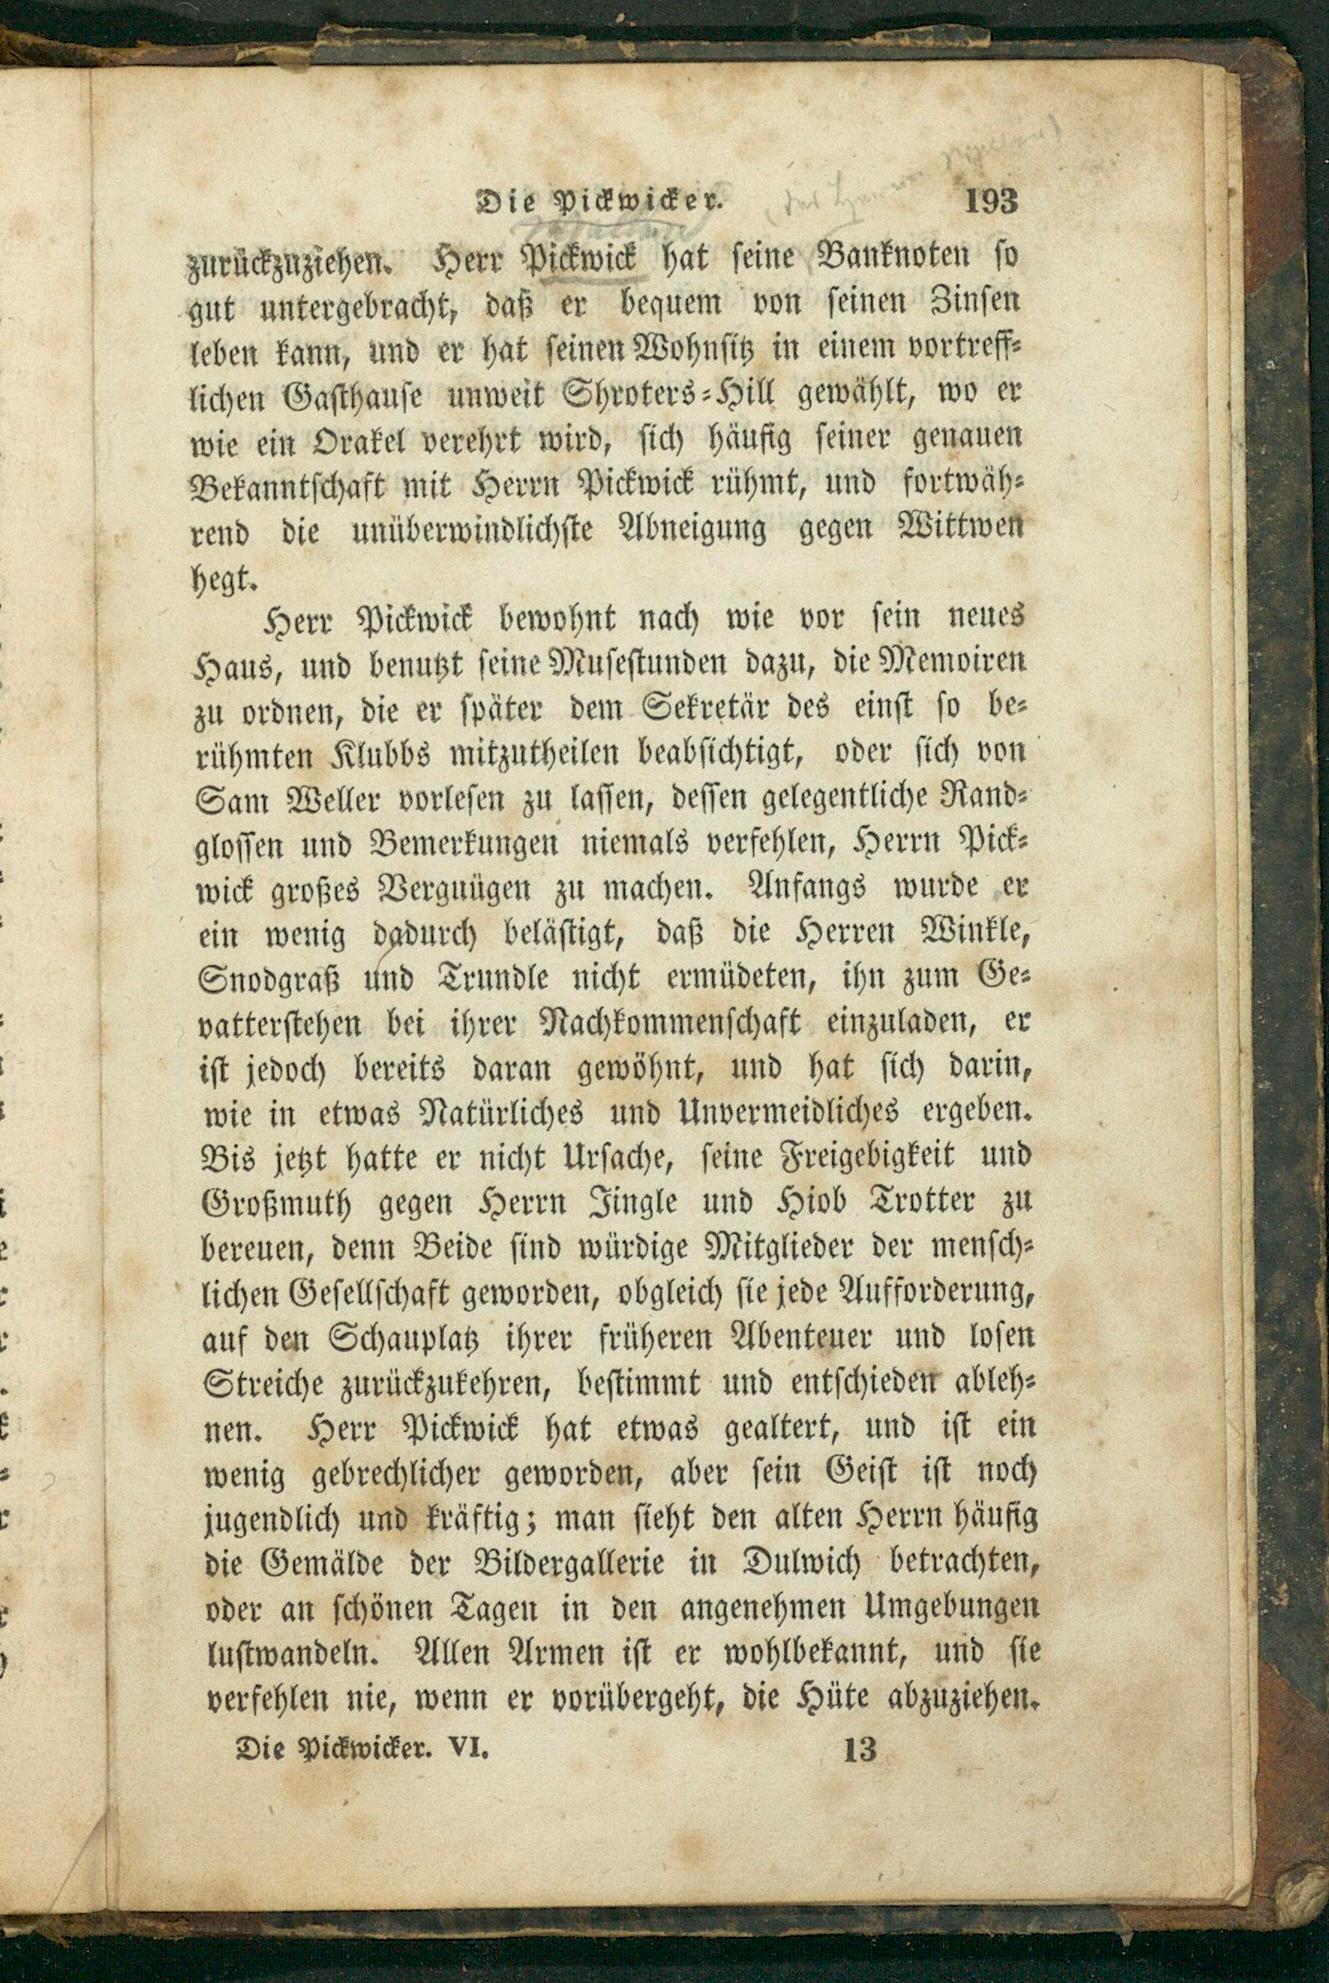 Die Pickwicker. 193
zurückzuziehen. Herr Pickwick hat seine Banknoten so
gut untergebracht, daß er bequem von seinen Zinsen
leben kann, und er hat seinen Wohnsitz in einem vortreff-
lichen Gasthause unweit Shroters-Hill gewählt, wo er
wie ein Orakel verehrt wird, sich häufig seiner genauen
Bekanntschaft mit Herrn Pickwick rühmt, und fortwäh-
rend die unüberwindlichste Abneigung gegen Wittwen
hegt.
Herr Pickwick bewohnt nach wie vor sein neues
Haus, und benutzt seine Musestunden dazu, die Memoiren
zu ordnen, die er später dem Sekretär des einst so be-
rühmten Klubbs mitzutheilen beabsichtigt, oder sich von
Sam Weller vorlesen zu lassen, dessen gelegentliche Rand-
glossen und Bemerkungen niemals verfehlen, Herrn Pick-
wick großes Vergnügen zu machen. Anfangs wurde er
ein wenig dadurch belästigt, daß die Herren Winkle,
Snodgraß und Trundle nicht ermüdeten, ihn zum Ge-
vatterstehen bei ihrer Nachkommenschaft einzuladen, er
ist jedoch bereits daran gewöhnt, und hat sich darin,
wie in etwas Natürliches und Unvermeidliches ergeben.
Bis jetzt hatte er nicht Ursache, seine Freigebigkeit und
Großmuth gegen Herrn Jingle und Hiob Trotter zu
bereuen, denn Beide sind würdige Mitglieder der mensch-
lichen Gesellschaft geworden, obgleich sie jede Aufforderung,
auf den Schauplatz ihrer früheren Abenteuer und losen
Streiche zurückzukehren, bestimmt und entschieden ableh-
nen. Herr Pickwick hat etwas gealtert, und ist ein
wenig gebrechlicher geworden, aber sein Geist ist noch
jugendlich und kräftig; man sieht den alten Herrn häufig
die Gemälde der Bildergallerie in Dulwich betrachten,
oder an schönen Tagen in den angenehmen Umgebungen
lustwandeln. Allen Armen ist er wohlbekannt, und sie
verfehlen nie, wenn er vorübergeht, die Hüte abzuziehen.
Die Pickwicker. VI. 13